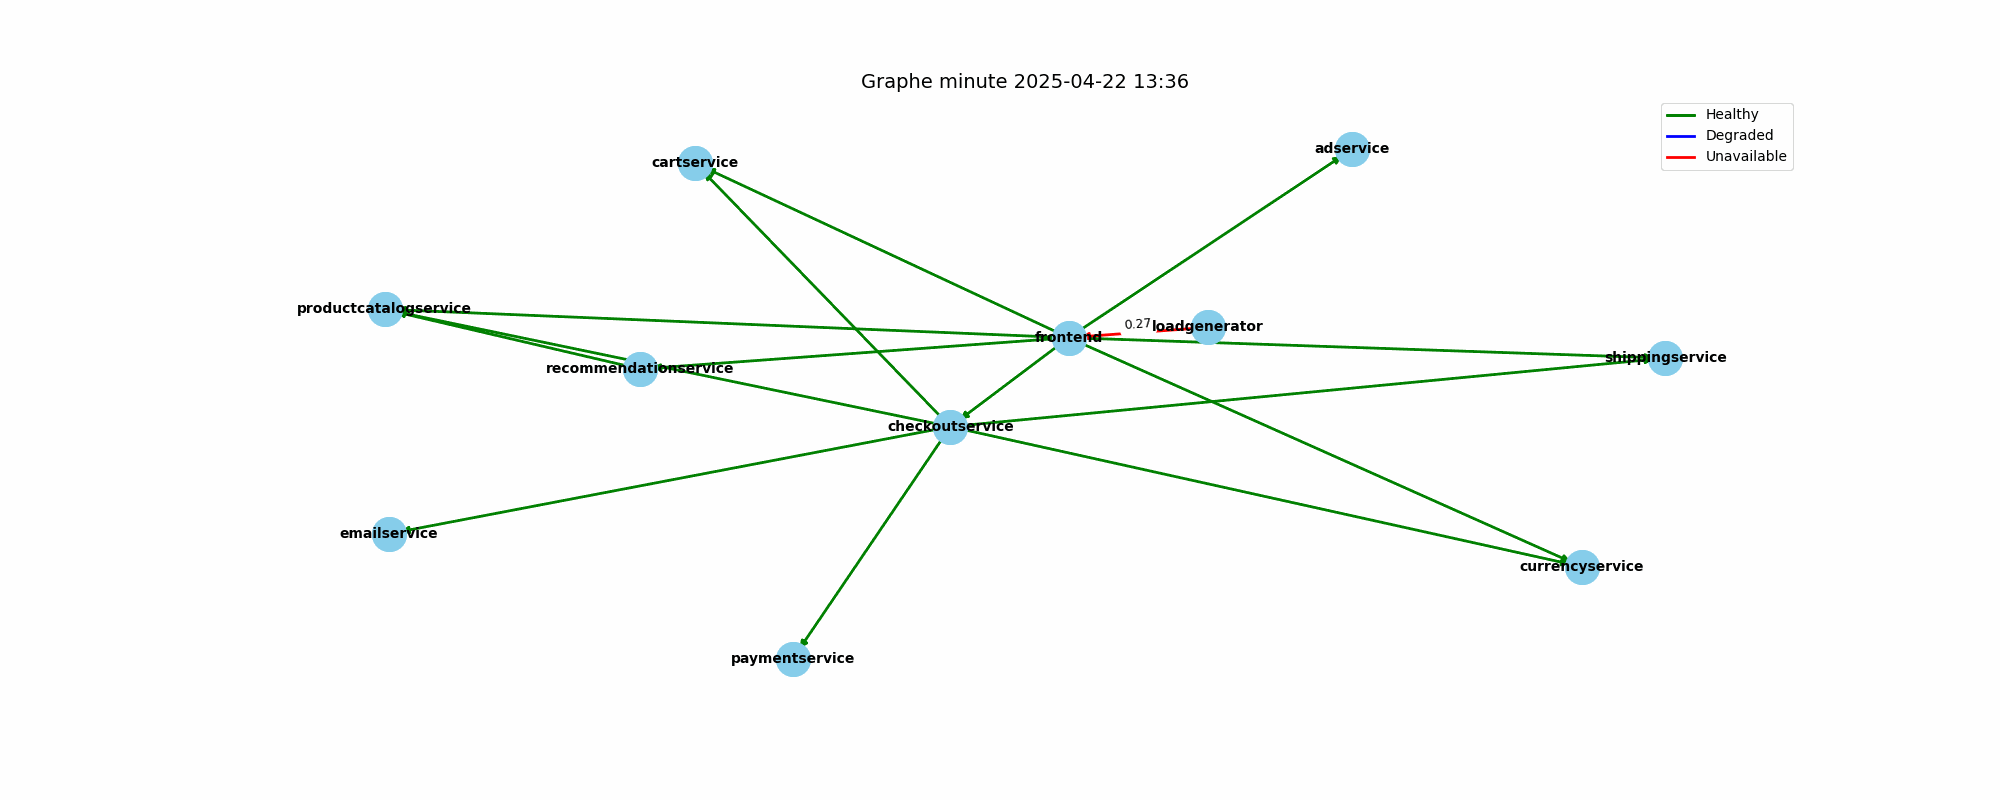 Graphe minute 2025-04-22 13:36
Healthy
Degraded
Unavailable
adservice
cartservice
productcatalogservice
0.27
loadgenerator
frontend
shippingservice
recommendationservice
checkoutservice
emailservice
currencyservice
paymentservice